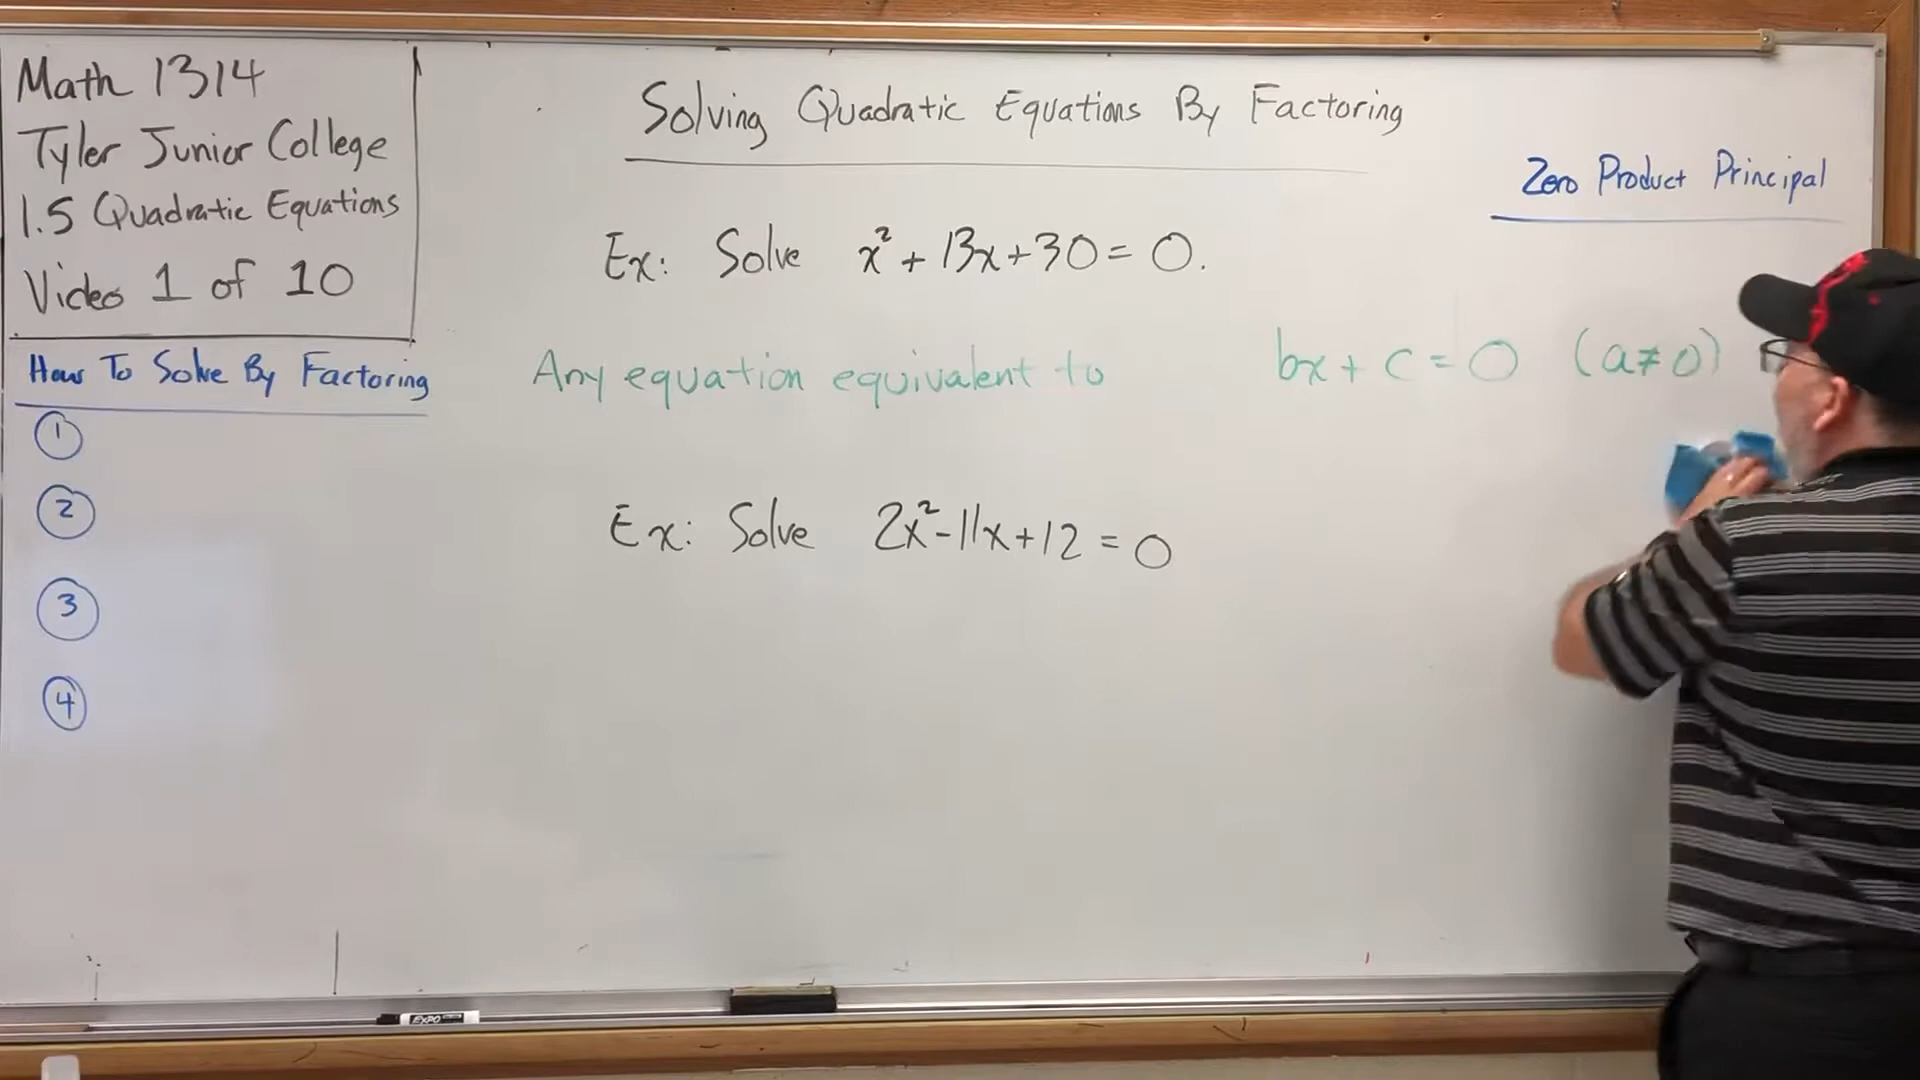 Math 1314
Tyler Junior College
1.5 Quadratic Equations
Video 1 of 10
How To Solve By Factoring
1
2
3
4
Solving Quadratic Equations By Factoring
Ex: Solve x² + 13x + 30 = 0.
Any equation equivalent to bx + c = 0 (a ≠ 0)
Ex: Solve 2x² - 11x + 12 = 0
Zero Product Principal
EXPO